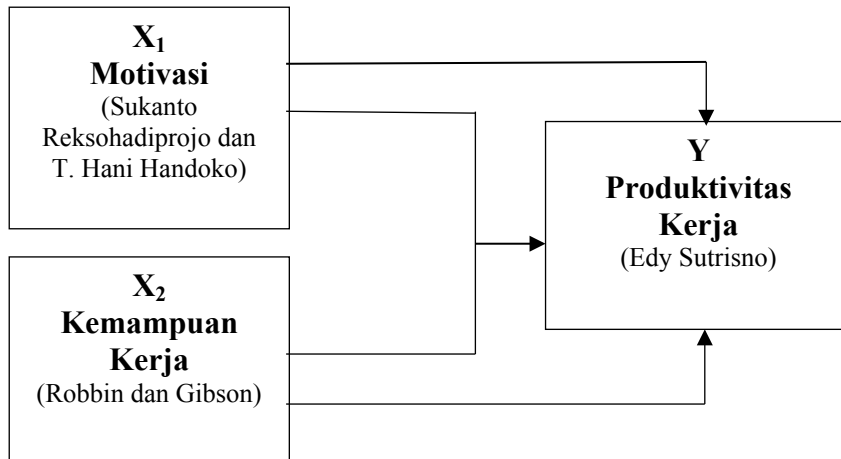 X₁
Motivasi
(Sukanto
Reksohadiprojo dan
T. Hani Handoko)
Y
Produktivitas
Kerja
(Edy Sutrisno)
X₂
Kemampuan
Kerja
(Robbin dan Gibson)